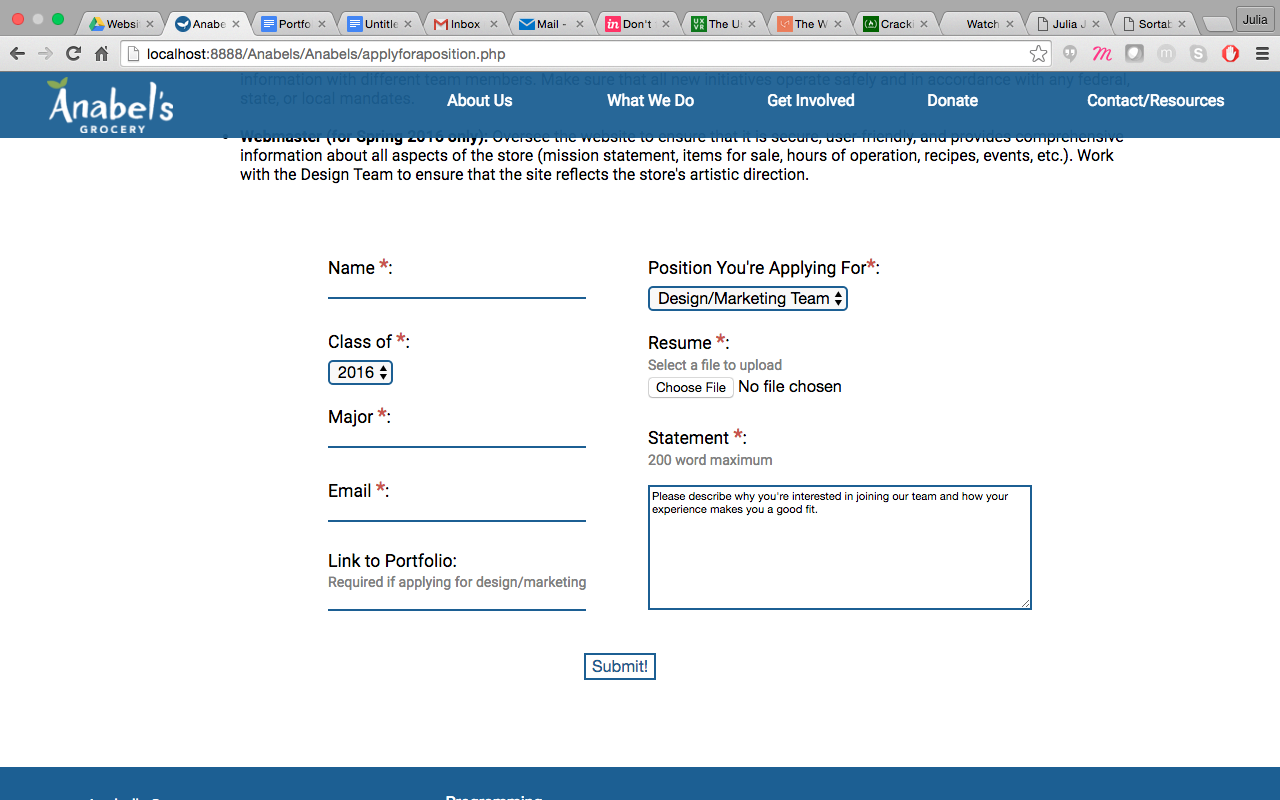 Websi
Anabe
Portfo
Untitle
Inbox
Mail -
Don't
The U
The W
Cracki
Watch
Julia J
Sortab
Julia
localhost:8888/Anabels/Anabels/applyforaposition.php
information with different team members. Make sure that all new initiatives operate safely and in accordance with any federal,
state, or local mandates.
Anabel's
GROCERY
About Us
What We Do
Get Involved
Donate
Contact/Resources
Webmaster (for Spring 2016 only): Oversee the website to ensure that it is secure, user friendly, and provides comprehensive
information about all aspects of the store (mission statement, items for sale, hours of operation, recipes, events, etc.). Work
with the Design Team to ensure that the site reflects the store's artistic direction.
Name *:
Class of *:
2016
Major *:
Email *:
Link to Portfolio:
Required if applying for design/marketing
Position You're Applying For*:
Design/Marketing Team
Resume *:
Select a file to upload
Choose File No file chosen
Statement *:
200 word maximum
Please describe why you're interested in joining our team and how your
experience makes you a good fit.
Submit!
Programming